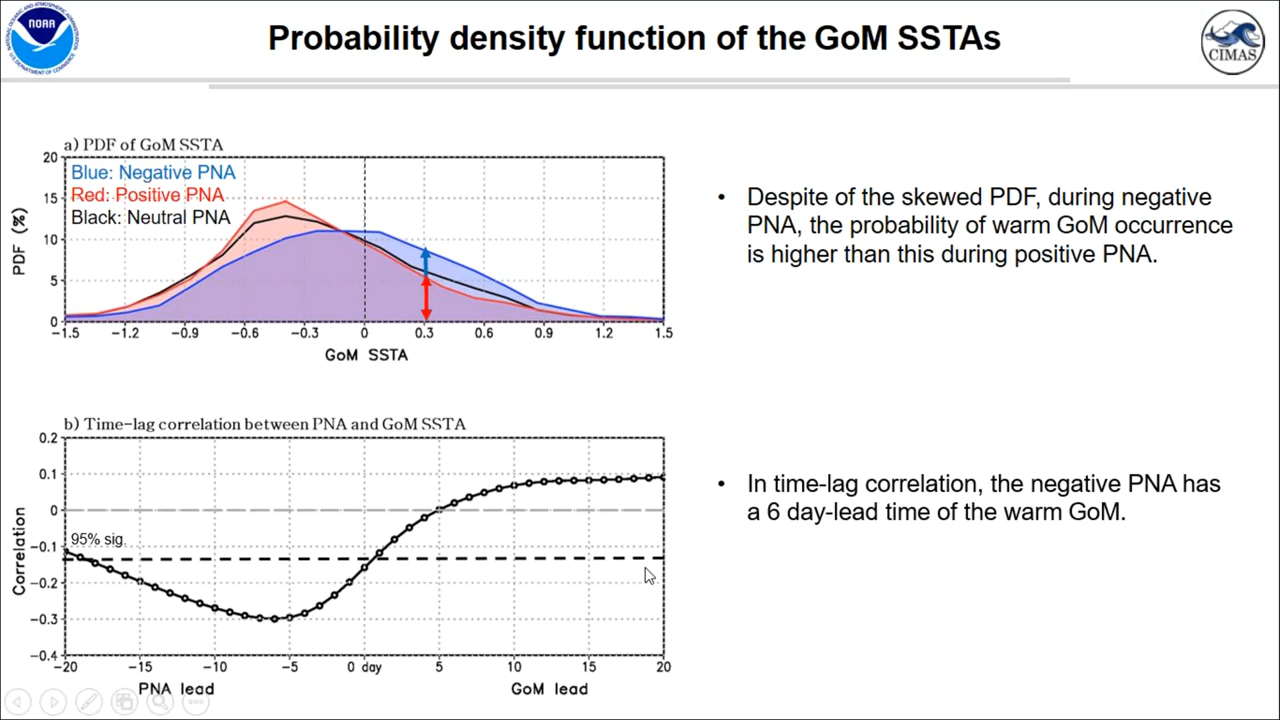 NOAA
Probability density function of the GoM SSTAs
CIMAS
a) PDF of GoM SSTA
Blue: Negative PNA
Red: Positive PNA
Black: Neutral PNA
PDF (%)
20
15
10
5
0
−1.5 −1.2 −0.9 −0.6 −0.3 0 0.3 0.6 0.9 1.2 1.5
GoM SSTA
• Despite of the skewed PDF, during negative
PNA, the probability of warm GoM occurrence
is higher than this during positive PNA.
b) Time−lag correlation between PNA and GoM SSTA
Correlation
0.2
0.1
0
−0.1
−0.2
−0.3
−0.4
95% sig.
−20 −15 −10 −5 0 day 5 10 15 20
PNA lead GoM lead
• In time-lag correlation, the negative PNA has
a 6 day-lead time of the warm GoM.